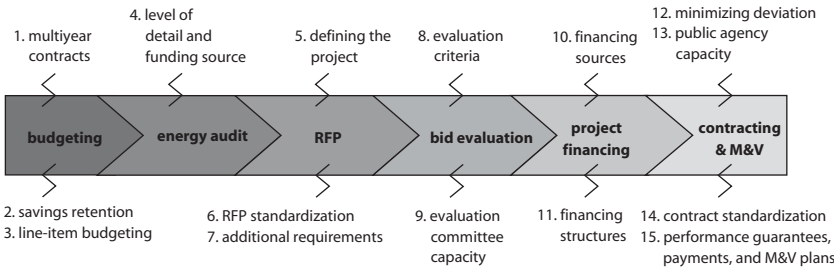 1. multiyear
contracts
4. level of
detail and
funding source
5. defining the
project
8. evaluation
criteria
10. financing
sources
12. minimizing deviation
13. public agency
capacity
budgeting
energy audit
RFP
bid evaluation
project
financing
contracting
& M&V
2. savings retention
3. line-item budgeting
6. RFP standardization
7. additional requirements
9. evaluation
committee
capacity
11. financing
structures
14. contract standardization
15. performance guarantees,
payments, and M&V plans